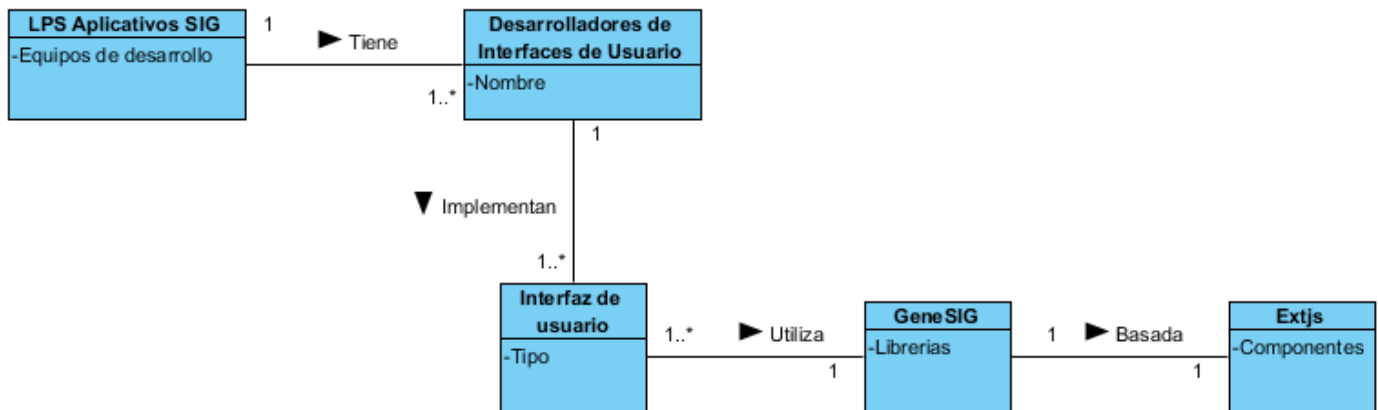 LPS Aplicativos SIG
-Equipos de desarrollo
1
Tiene
1..*
Desarrolladores de
Interfaces de Usuario
-Nombre
1
Implementan
1..*
Interfaz de
usuario
-Tipo
1..*
Utiliza
1
GeneSIG
-Librerias
1
Basada
1
Extjs
-Componentes